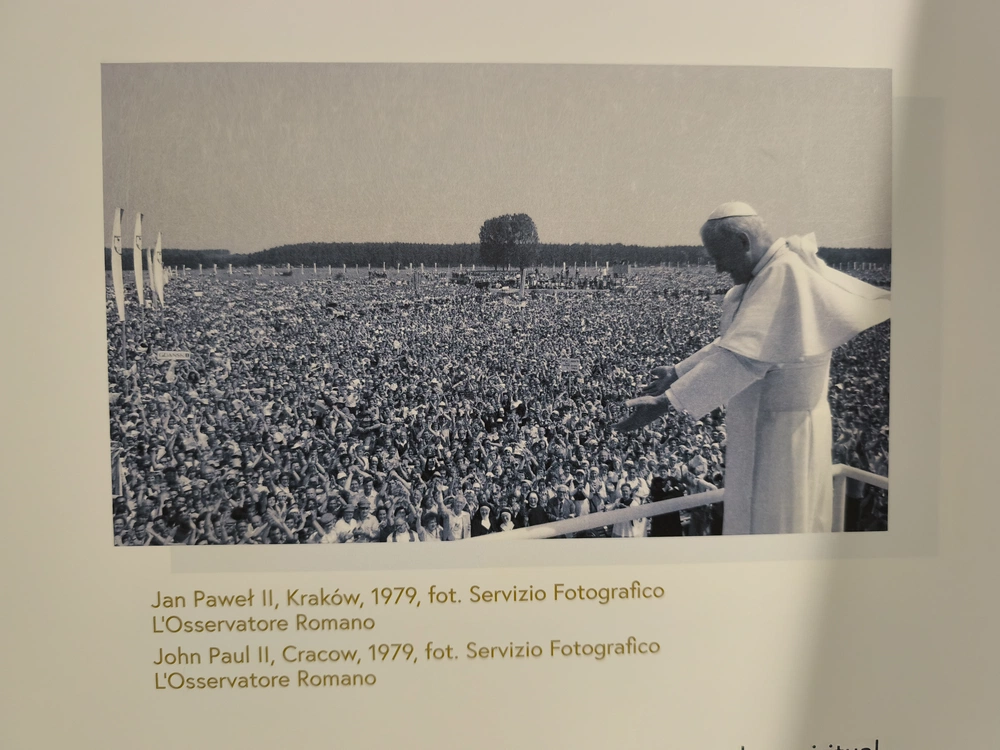 Jan Paweł II, Kraków, 1979, fot. Servizio Fotografico
L'Osservatore Romano
John Paul II, Cracow, 1979, fot. Servizio Fotografico
L'Osservatore Romano